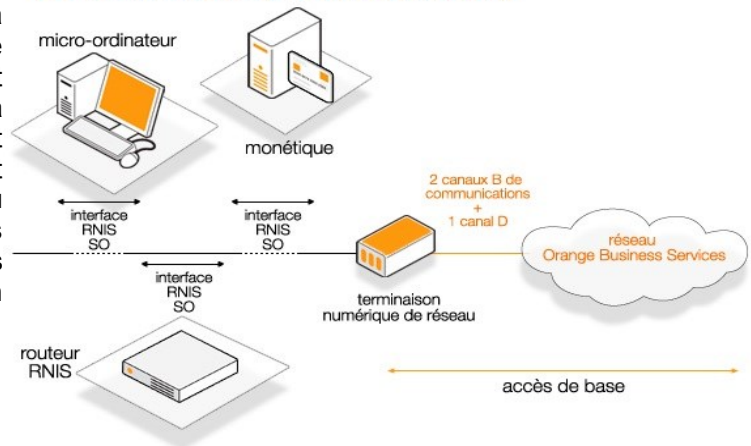 micro-ordinateur
monétique
2 canaux B de
communications
+
1 canal D
interface
RNIS
SO
interface
RNIS
SO
réseau
Orange Business Services
interface
RNIS
SO
terminaison
numérique de réseau
routeur
RNIS
accès de base